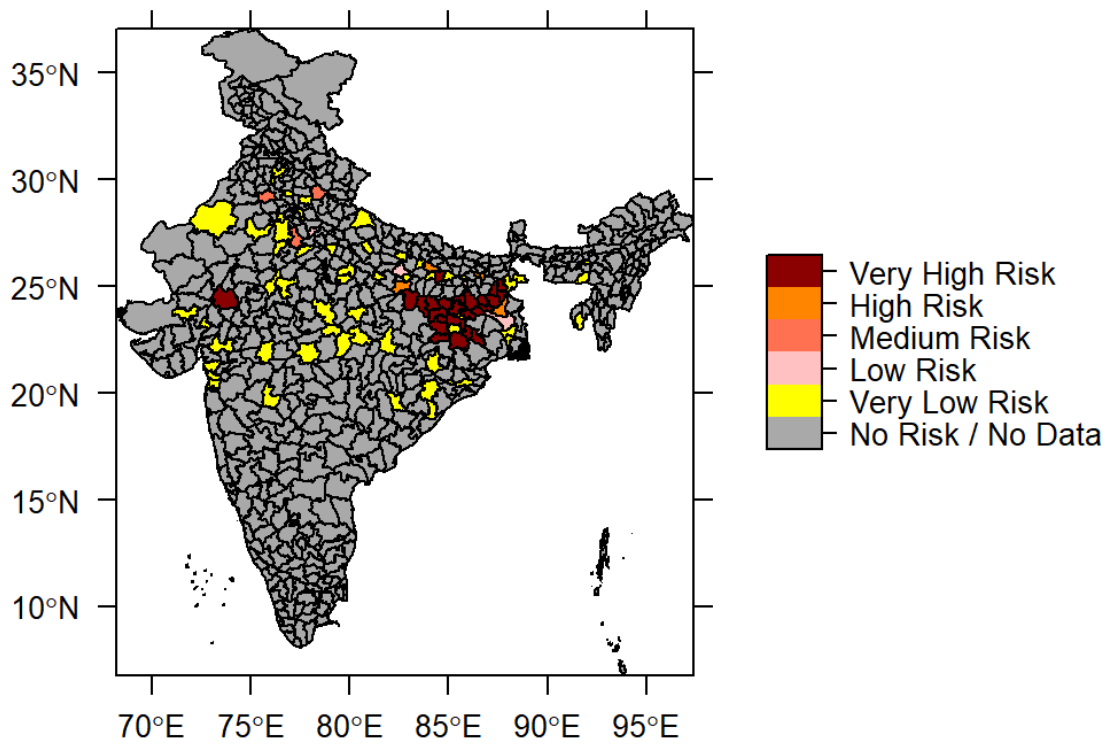 35°N
30°N
25°N
20°N
15°N
10°N
70°E 75°E 80°E 85°E 90°E 95°E
Very High Risk
High Risk
Medium Risk
Low Risk
Very Low Risk
No Risk / No Data